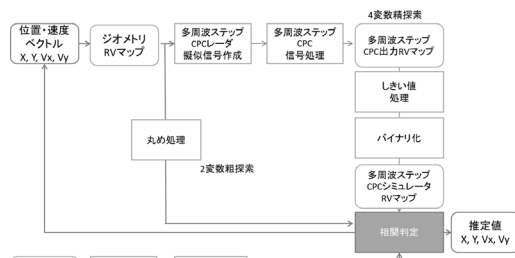 4変数精探索
位置・速度
ベクトル
X, Y, Vx, Vy
ジオメトリ
RVマップ
多周波ステップ
CPCレーダ
擬似信号作成
多周波ステップ
CPC
信号処理
多周波ステップ
CPC出力RVマップ
しきい値
処理
丸め処理
バイナリ化
2変数粗探索
多周波ステップ
CPCシミュレータ
RVマップ
相関判定
推定値
X, Y, Vx, Vy